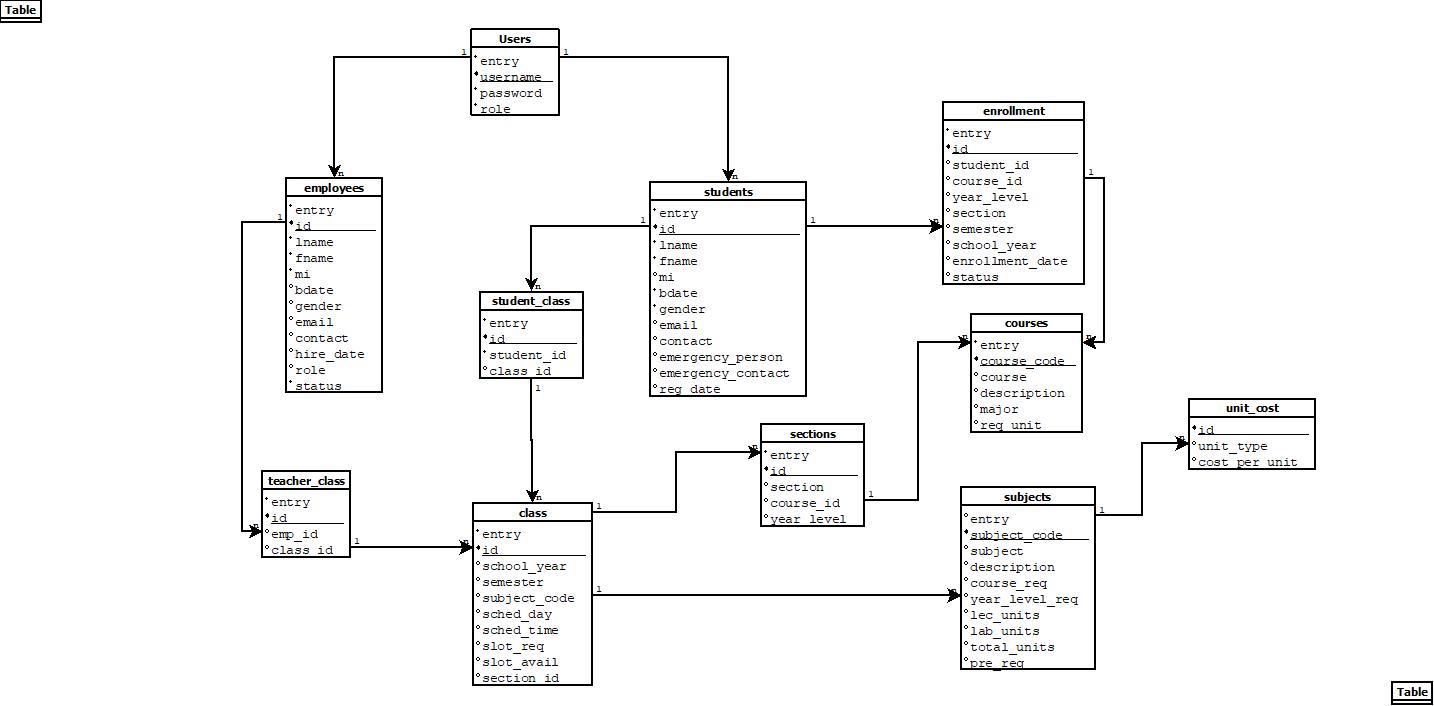 Table
Users
entry
username
password
role
1
1
n
n
employees
entry
id
lname
fname
mi
bdate
gender
email
contact
hire_date
role
status
1
students
entry
id
lname
fname
mi
bdate
gender
email
contact
emergency_person
emergency_contact
reg_date
1
1
enrollment
entry
id
student_id
course_id
year_level
section
semester
school_year
enrollment_date
status
n
1
student_class
entry
id
student_id
class_id
n
1
courses
entry
course_code
course
description
major
req_unit
n
n
unit_cost
id
unit_type
cost_per_unit
n
sections
entry
id
section
course_id
year_level
n
1
teacher_class
entry
id
emp_id
class_id
n
1
class
entry
id
school_year
semester
subject_code
sched_day
sched_time
slot_req
slot_avail
section_id
n
n
1
1
subjects
entry
subject_code
subject
description
course_req
year_level_req
lec_units
lab_units
total_units
pre_req
n
1
Table